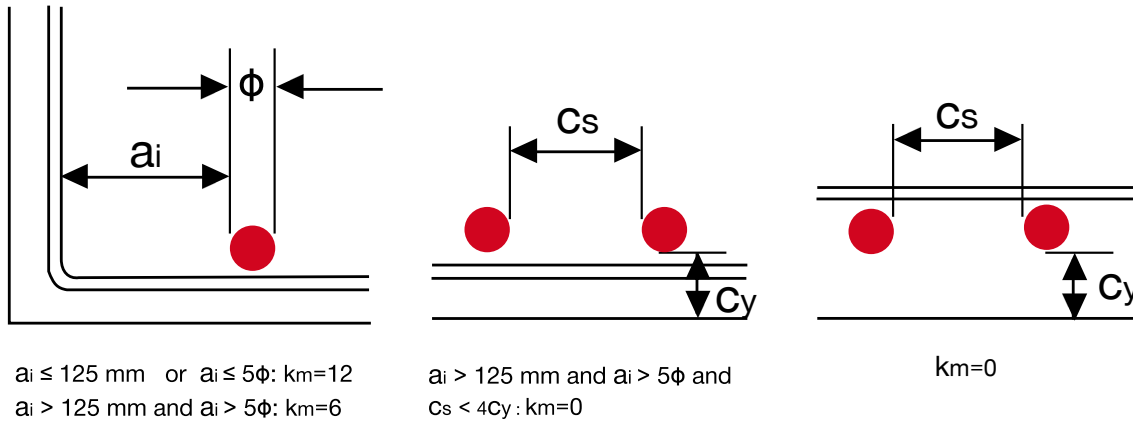 ϕ
ai
cs
cy
cs
cy
ai ≤ 125 mm or ai ≤ 5ϕ: km=12
ai > 125 mm and ai > 5ϕ: km=6
ai > 125 mm and ai > 5ϕ and
cs < 4cy : km=0
km=0